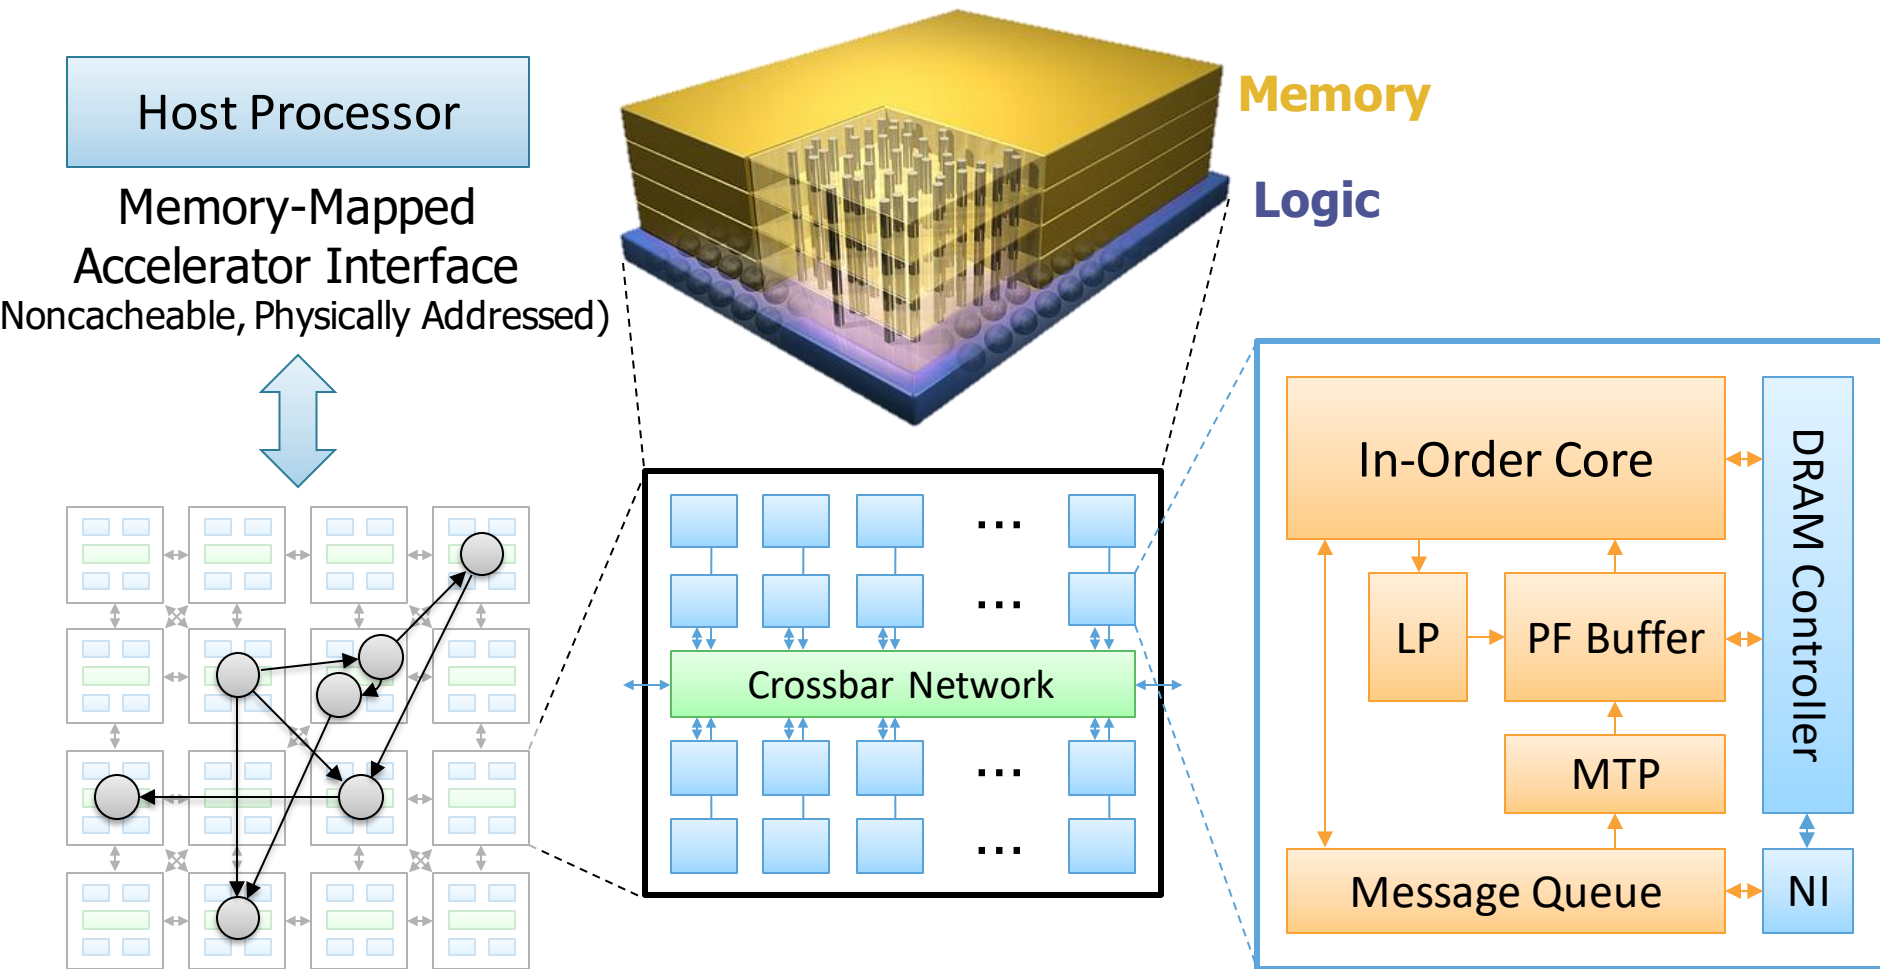 Host Processor
Memory-Mapped
Accelerator Interface
Noncacheable, Physically Addressed)
Memory
Logic
...
...
Crossbar Network
...
...
In-Order Core
LP
PF Buffer
MTP
Message Queue
DRAM Controller
NI